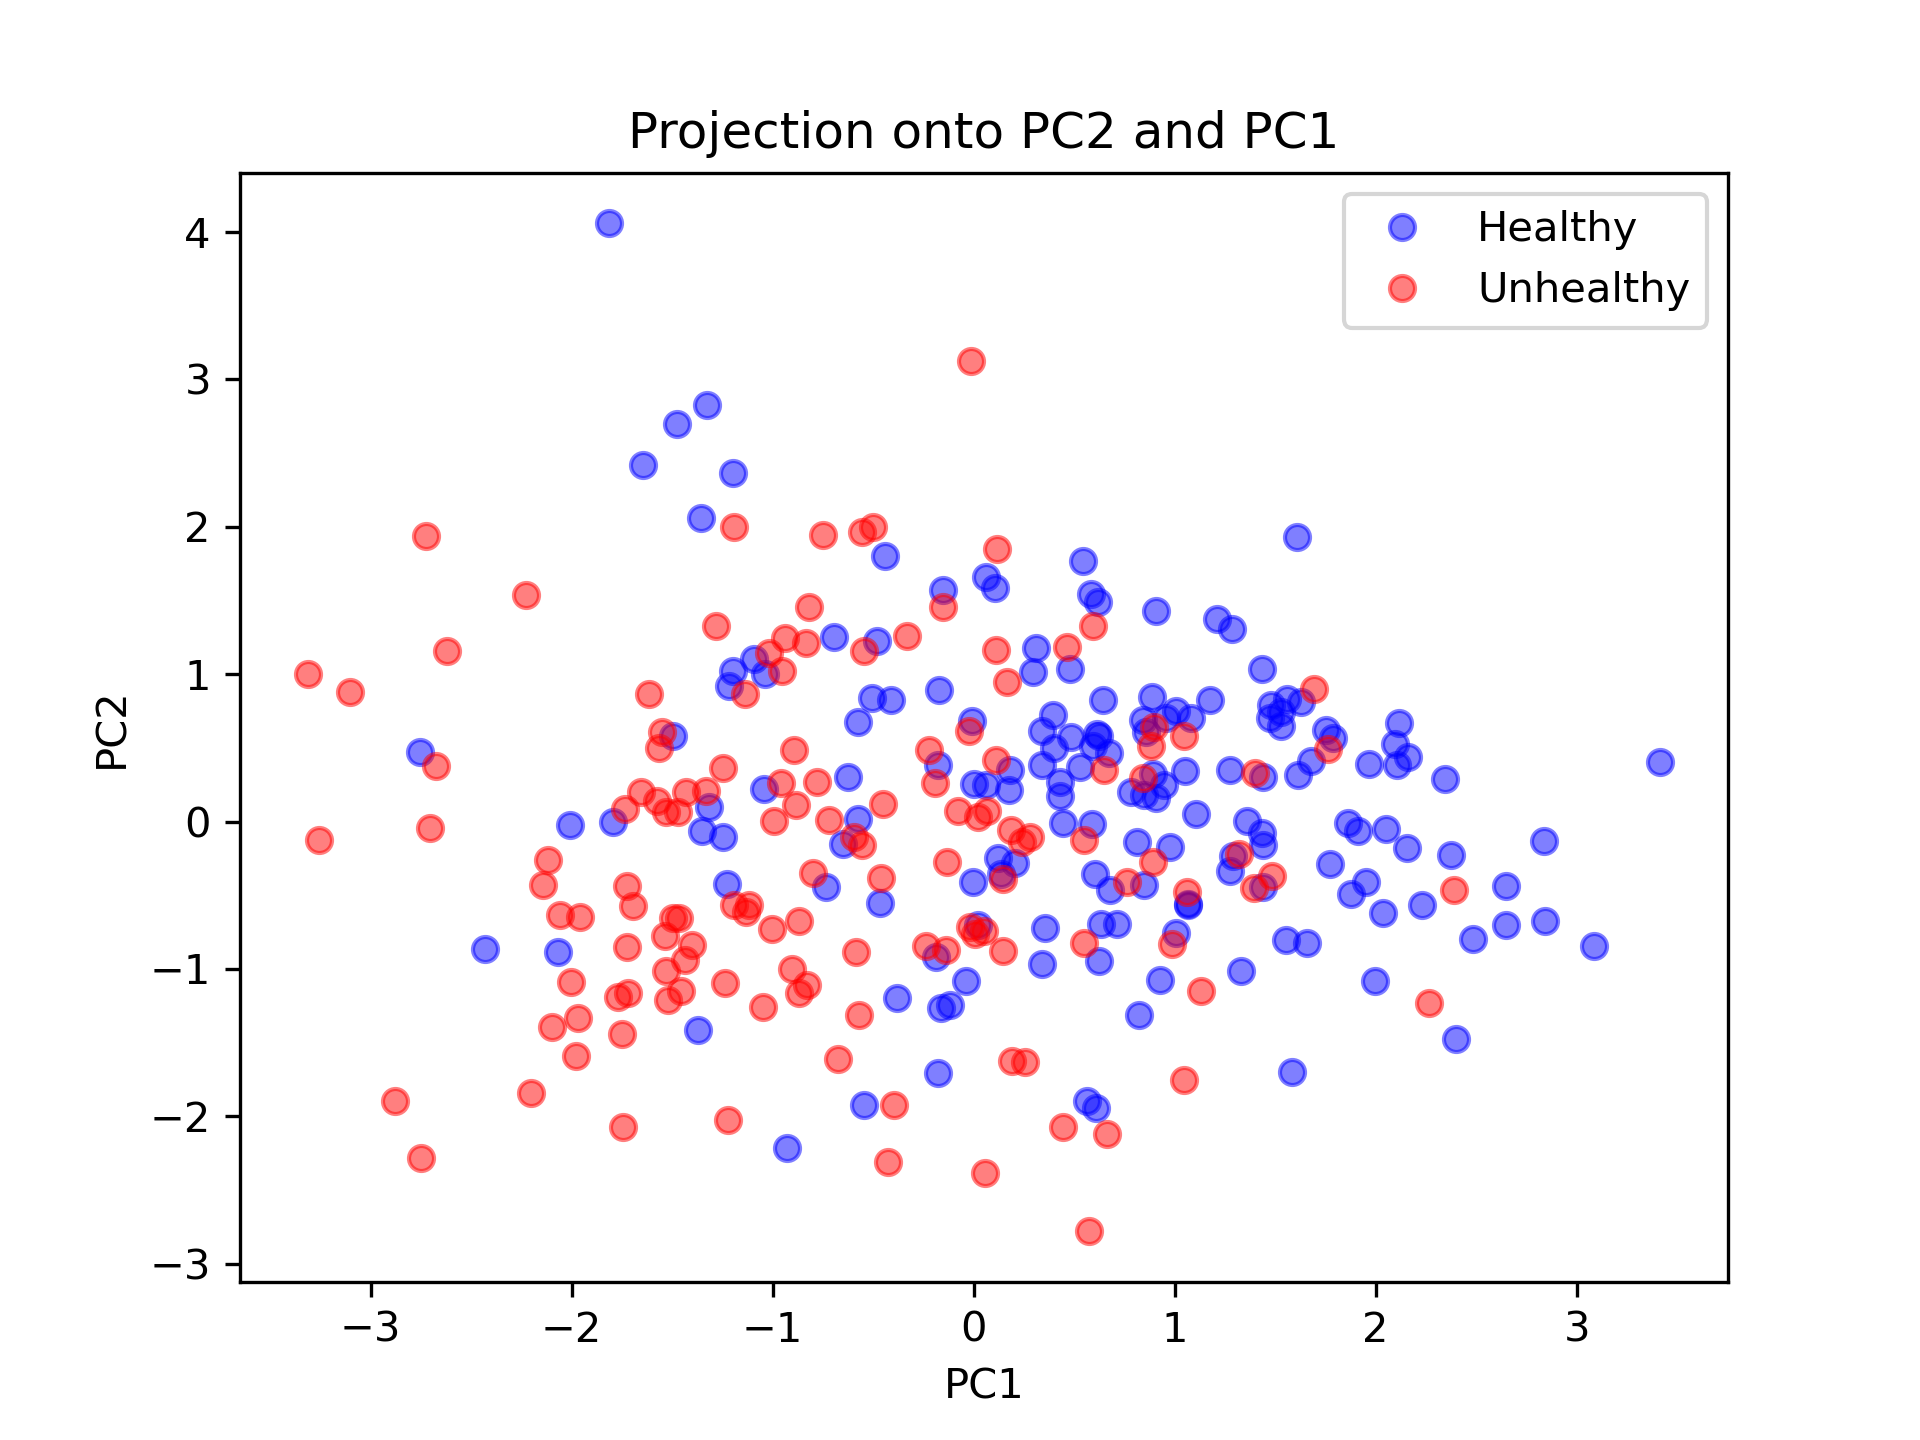 Projection onto PC2 and PC1
Healthy
Unhealthy
4
3
2
1
0
−1
−2
−3
PC2
−3 −2 −1 0 1 2 3
PC1